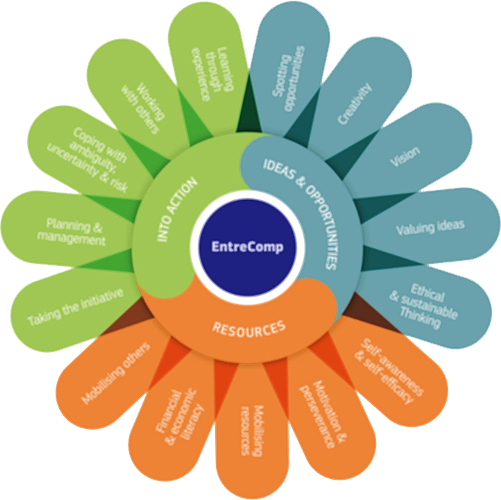 EntreComp
IDEAS & OPPORTUNITIES
Spotting
opportunities
Creativity
Vision
Valuing ideas
Ethical
& sustainable
Thinking
RESOURCES
Self-awareness
& self-efficacy
Motivation &
perseverance
Mobilising
resources
Financial
& economic
literacy
Mobilising others
INTO ACTION
Taking the initiative
Planning &
management
Coping with
ambiguity,
uncertainty & risk
Working
with others
Learning
through
experience